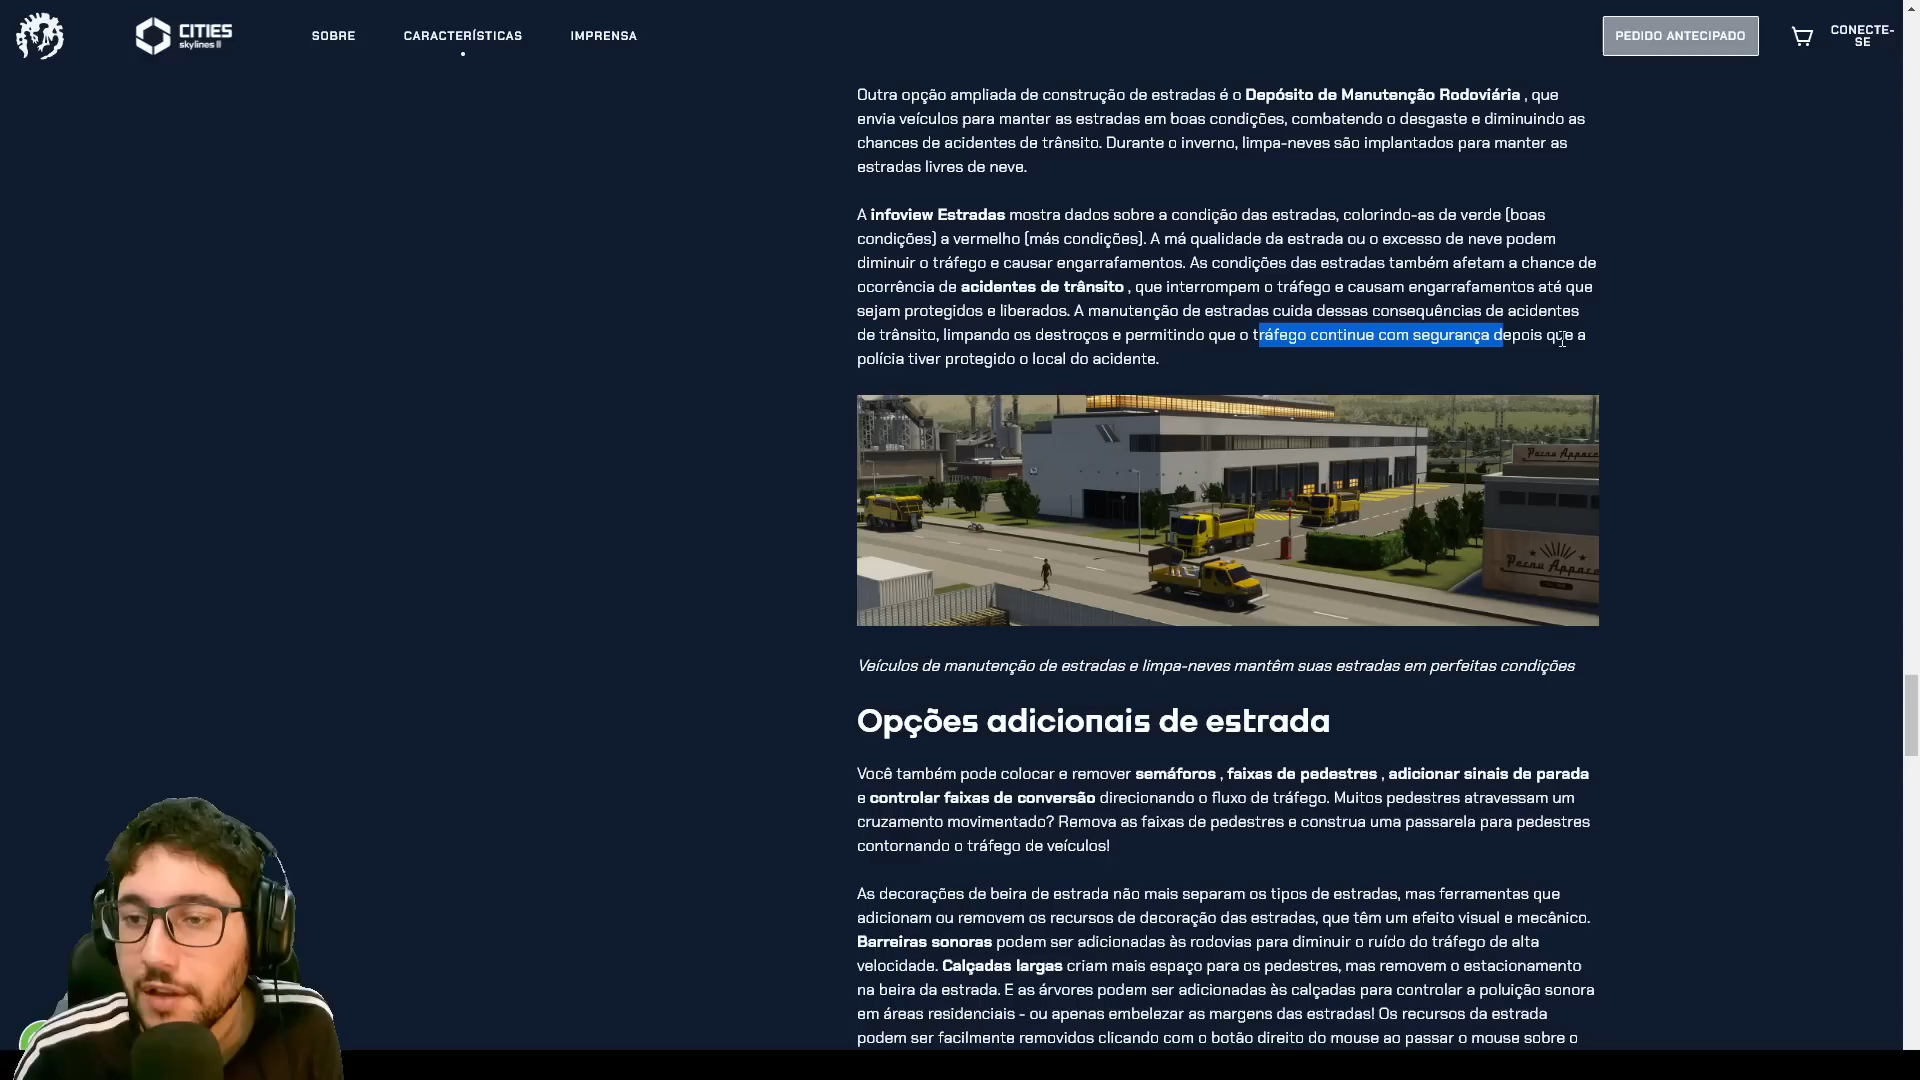 CITIES
skylines II
SOBRE
CARACTERÍSTICAS
IMPRENSA
PEDIDO ANTECIPADO
CONECTE-
SE
Outra opção ampliada de construção de estradas é o Depósito de Manutenção Rodoviária , que
envia veículos para manter as estradas em boas condições, combatendo o desgaste e diminuindo as
chances de acidentes de trânsito. Durante o inverno, limpa-neves são implantados para manter as
estradas livres de neve.
A infoview Estradas mostra dados sobre a condição das estradas, colorindo-as de verde (boas
condições) a vermelho (más condições). A má qualidade da estrada ou o excesso de neve podem
diminuir o tráfego e causar engarrafamentos. As condições das estradas também afetam a chance de
ocorrência de acidentes de trânsito , que interrompem o tráfego e causam engarrafamentos até que
sejam protegidos e liberados. A manutenção de estradas cuida dessas consequências de acidentes
de trânsito, limpando os destroços e permitindo que o tráfego continue com segurança depois que a
polícia tiver protegido o local do acidente.
Veículos de manutenção de estradas e limpa-neves mantêm suas estradas em perfeitas condições
Opções adicionais de estrada
Você também pode colocar e remover semáforos , faixas de pedestres , adicionar sinais de parada
e controlar faixas de conversão direcionando o fluxo de tráfego. Muitos pedestres atravessam um
cruzamento movimentado? Remova as faixas de pedestres e construa uma passarela para pedestres
contornando o tráfego de veículos!
As decorações de beira de estrada não mais separam os tipos de estradas, mas ferramentas que
adicionam ou removem os recursos de decoração das estradas, que têm um efeito visual e mecânico.
Barreiras sonoras podem ser adicionadas às rodovias para diminuir o ruído do tráfego de alta
velocidade. Calçadas largas criam mais espaço para os pedestres, mas removem o estacionamento
na beira da estrada. E as árvores podem ser adicionadas às calçadas para controlar a poluição sonora
em áreas residenciais - ou apenas embelezar as margens das estradas! Os recursos da estrada
podem ser facilmente removidos clicando com o botão direito do mouse ao passar o mouse sobre o